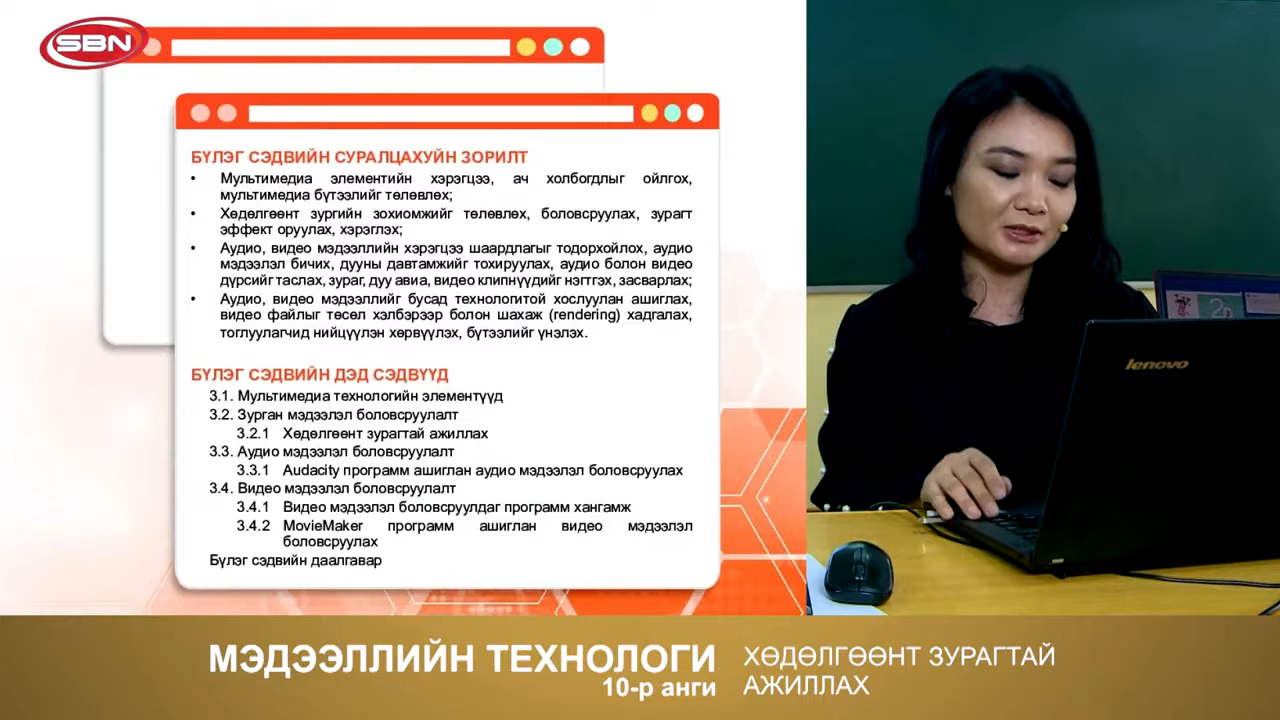 SBN
БҮЛЭГ СЭДВИЙН СУРАЛЦАХУЙН ЗОРИЛТ
• Мультимедиа элементийн хэрэгцээ, ач холбогдлыг ойлгох,
мультимедиа бүтээлийг төлөвлөх;
• Хөдөлгөөнт зургийн зохиомжийг төлөвлөх, боловсруулах, зурагт
эффект оруулах, хэрэглэх;
• Аудио, видео мэдээллийн хэрэгцээ шаардлагыг тодорхойлох, аудио
мэдээлэл бичих, дууны давтамжийг тохируулах, аудио болон видео
дүрсийг таслах, зураг, дуу авиа, видео клипнүүдийг нэгтгэх, засварлах;
• Аудио, видео мэдээллийг бусад технологитой хослуулан ашиглах,
видео файлыг төсөл хэлбэрээр болон шахаж (rendering) хадгалах,
тоглуулагчид нийцүүлэн хөрвүүлэх, бүтээлийг үнэлэх.
БҮЛЭГ СЭДВИЙН ДЭД СЭДВҮҮД
3.1. Мультимедиа технологийн элементүүд
3.2. Зурган мэдээлэл боловсруулалт
3.2.1 Хөдөлгөөнт зурагтай ажиллах
3.3. Аудио мэдээлэл боловсруулалт
3.3.1 Audacity программ ашиглан аудио мэдээлэл боловсруулах
3.4. Видео мэдээлэл боловсруулалт
3.4.1 Видео мэдээлэл боловсруулдаг программ хангамж
3.4.2 MovieMaker программ ашиглан видео мэдээлэл
боловсруулах
Бүлэг сэдвийн даалгавар
lenovo
МЭДЭЭЛЛИЙН ТЕХНОЛОГИ
10-р анги
ХӨДӨЛГӨӨНТ ЗУРАГТАЙ
АЖИЛЛАХ